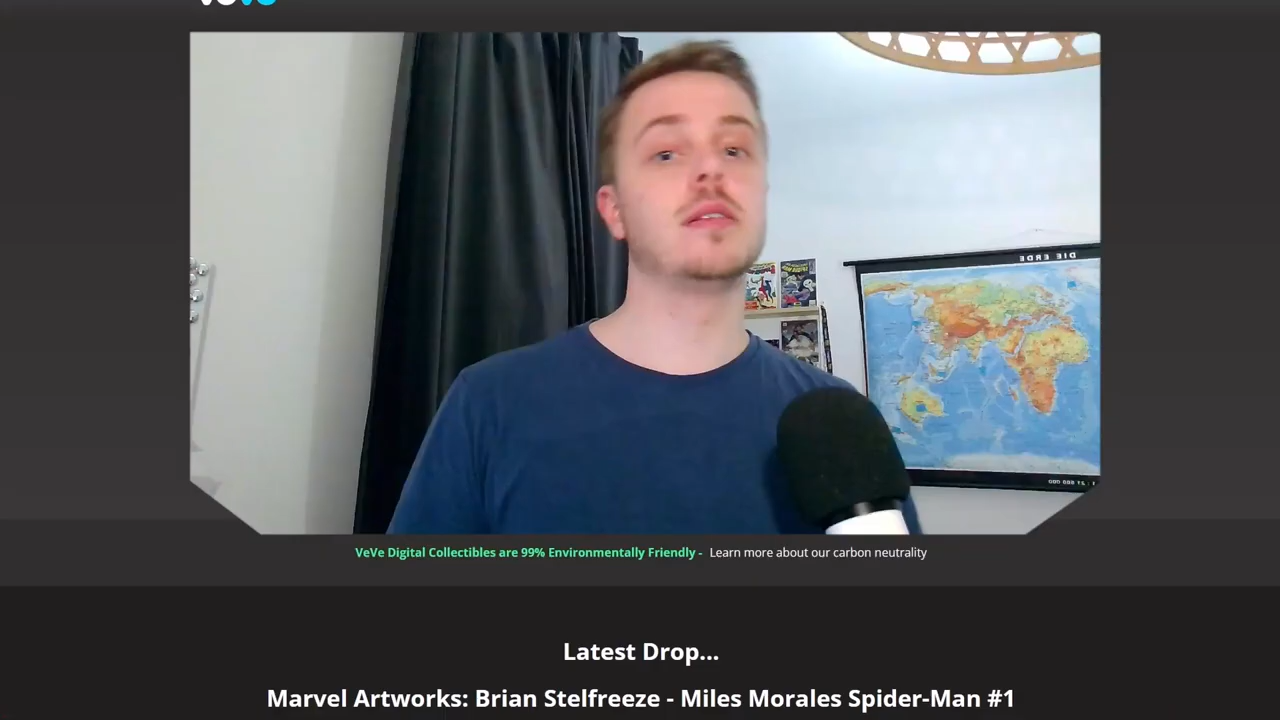 VeVe
DIE ERDE
VeVe Digital Collectibles are 99% Environmentally Friendly - Learn more about our carbon neutrality
Latest Drop...
Marvel Artworks: Brian Stelfreeze - Miles Morales Spider-Man #1